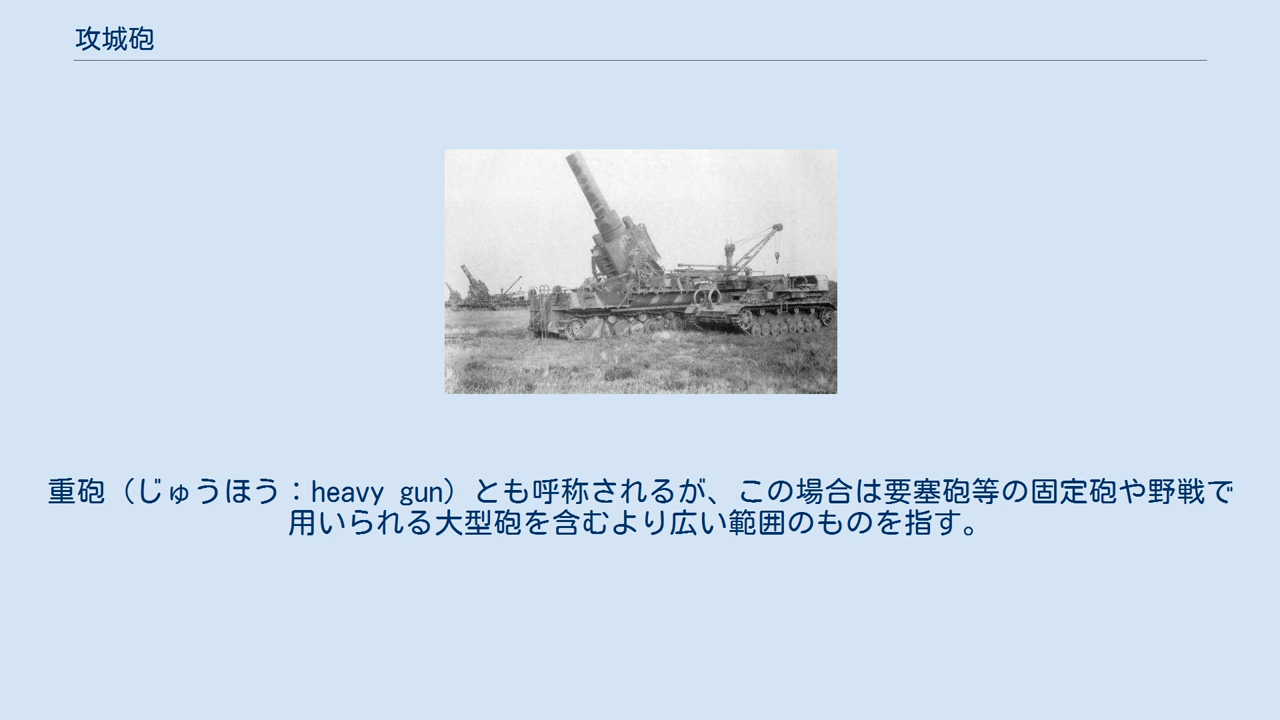 攻城砲
重砲（じゅうほう：heavy gun）とも呼称されるが、この場合は要塞砲等の固定砲や野戦で
用いられる大型砲を含むより広い範囲のものを指す。